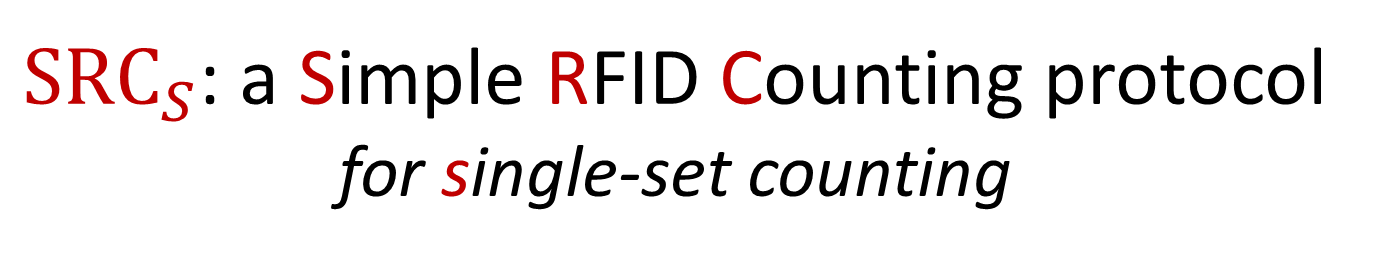 SRC_S: a Simple RFID Counting protocol
for single-set counting